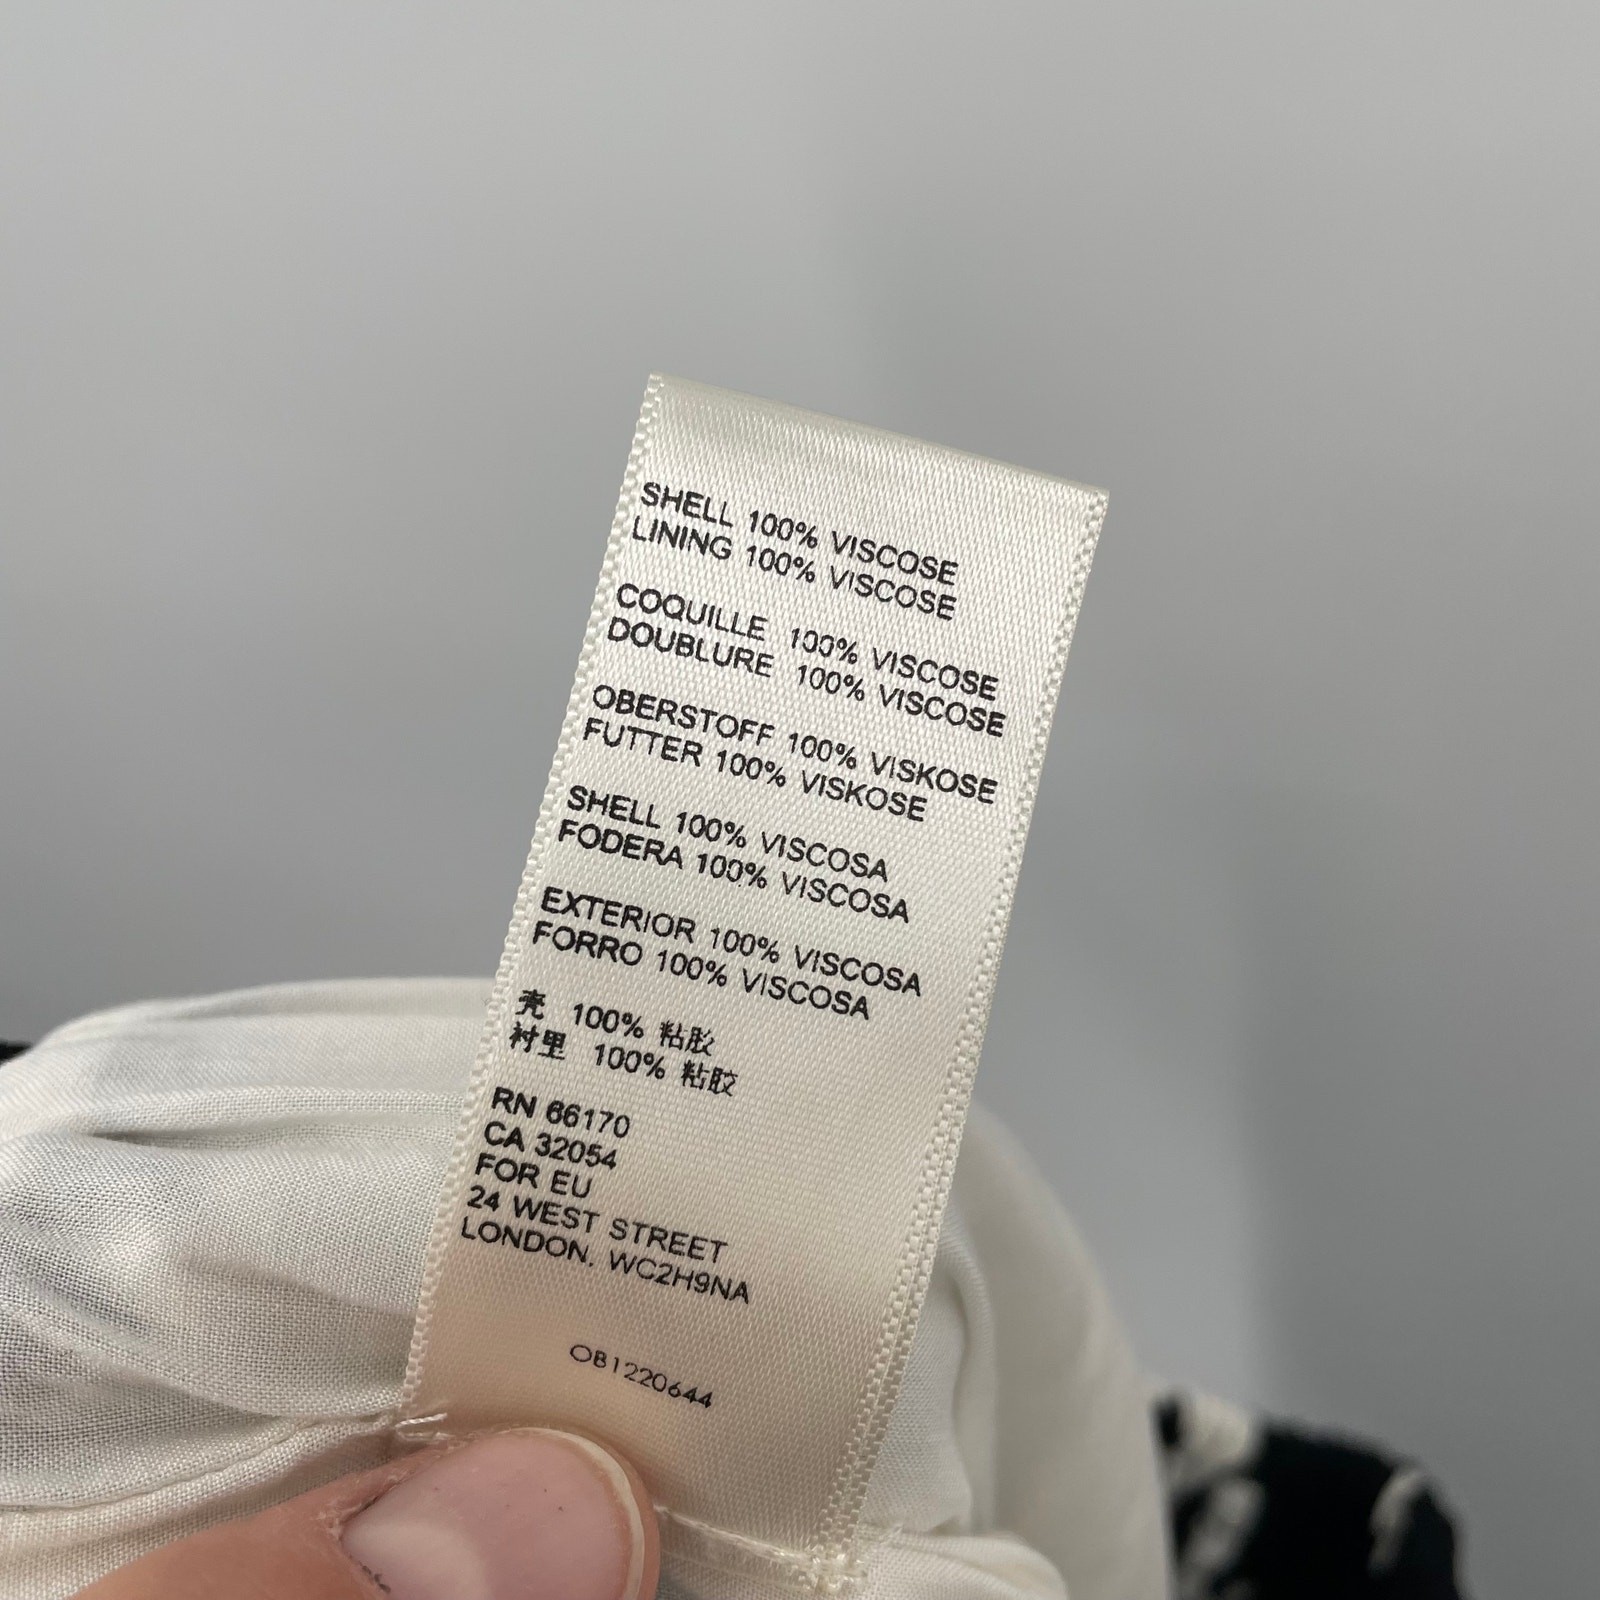 SHELL 100% VISCOSE
LINING 100% VISCOSE
COQUILLE 100% VISCOSE
DOUBLURE 100% VISCOSE
OBERSTOFF 100% VISKOSE
FUTTER 100% VISKOSE
SHELL 100% VISCOSA
FODERA 100% VISCOSA
EXTERIOR 100% VISCOSA
FORRO 100% VISCOSA
壳 100% 粘胶
衬里 100% 粘胶
RN 66170
CA 32054
FOR EU
24 WEST STREET
LONDON. WC2H9NA
OB1220644